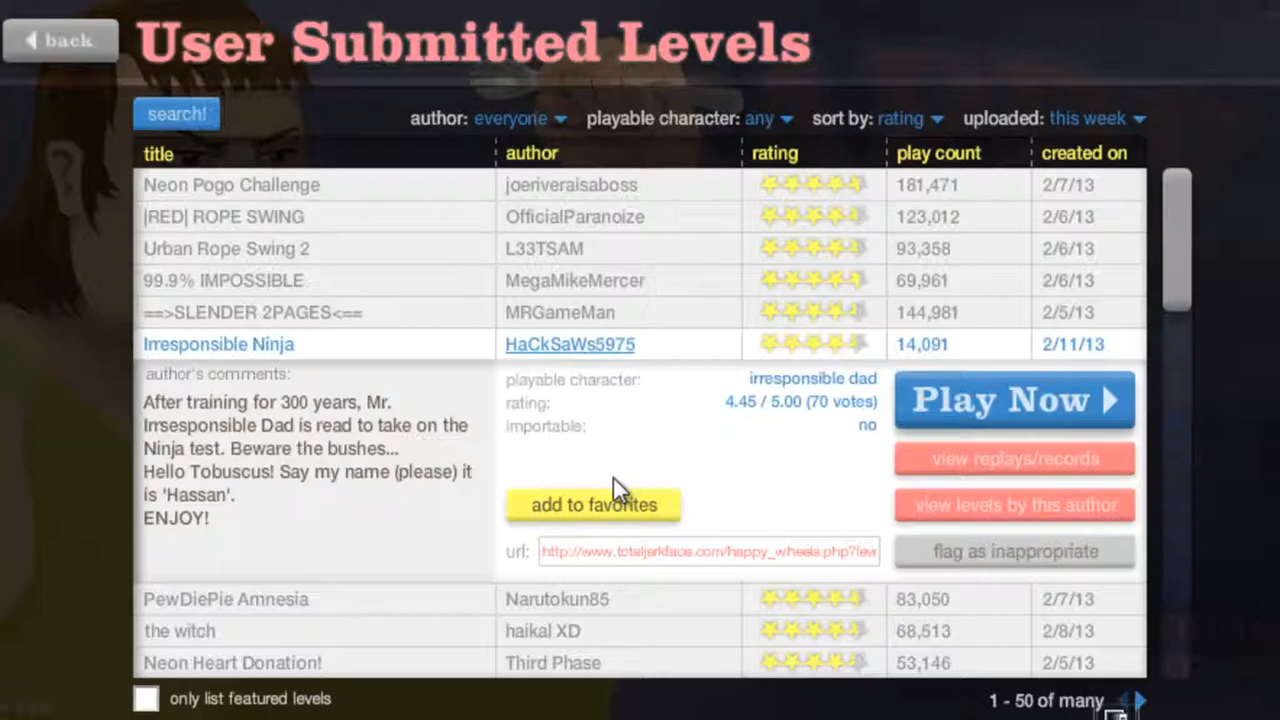 back
User Submitted Levels
search!
author: everyone playable character: any sort by: rating uploaded: this week
title author rating play count created on
Neon Pogo Challenge joeriveraisaboss 181,471 2/7/13
|RED| ROPE SWING OfficialParanoize 123,012 2/6/13
Urban Rope Swing 2 L33TSAM 93,358 2/6/13
99.9% IMPOSSIBLE MegaMikeMercer 69,961 2/6/13
==>SLENDER 2PAGES<== MRGameMan 144,981 2/5/13
Irresponsible Ninja HaCkSaWs5975 14,091 2/11/13
author's comments:
After training for 300 years, Mr.
Irrsesponsible Dad is read to take on the
Ninja test. Beware the bushes...
Hello Tobuscus! Say my name (please) it
is 'Hassan'.
ENJOY!
playable character: irresponsible dad
rating: 4.45 / 5.00 (70 votes)
importable: no
add to favorites
url: http://www.totaljerkface.com/happy_wheels.php?leve
Play Now
view replays/records
view levels by this author
flag as inappropriate
PewDiePie Amnesia Narutokun85 83,050 2/7/13
the witch haikal XD 68,513 2/8/13
Neon Heart Donation! Third Phase 53,146 2/5/13
only list featured levels
1 - 50 of many